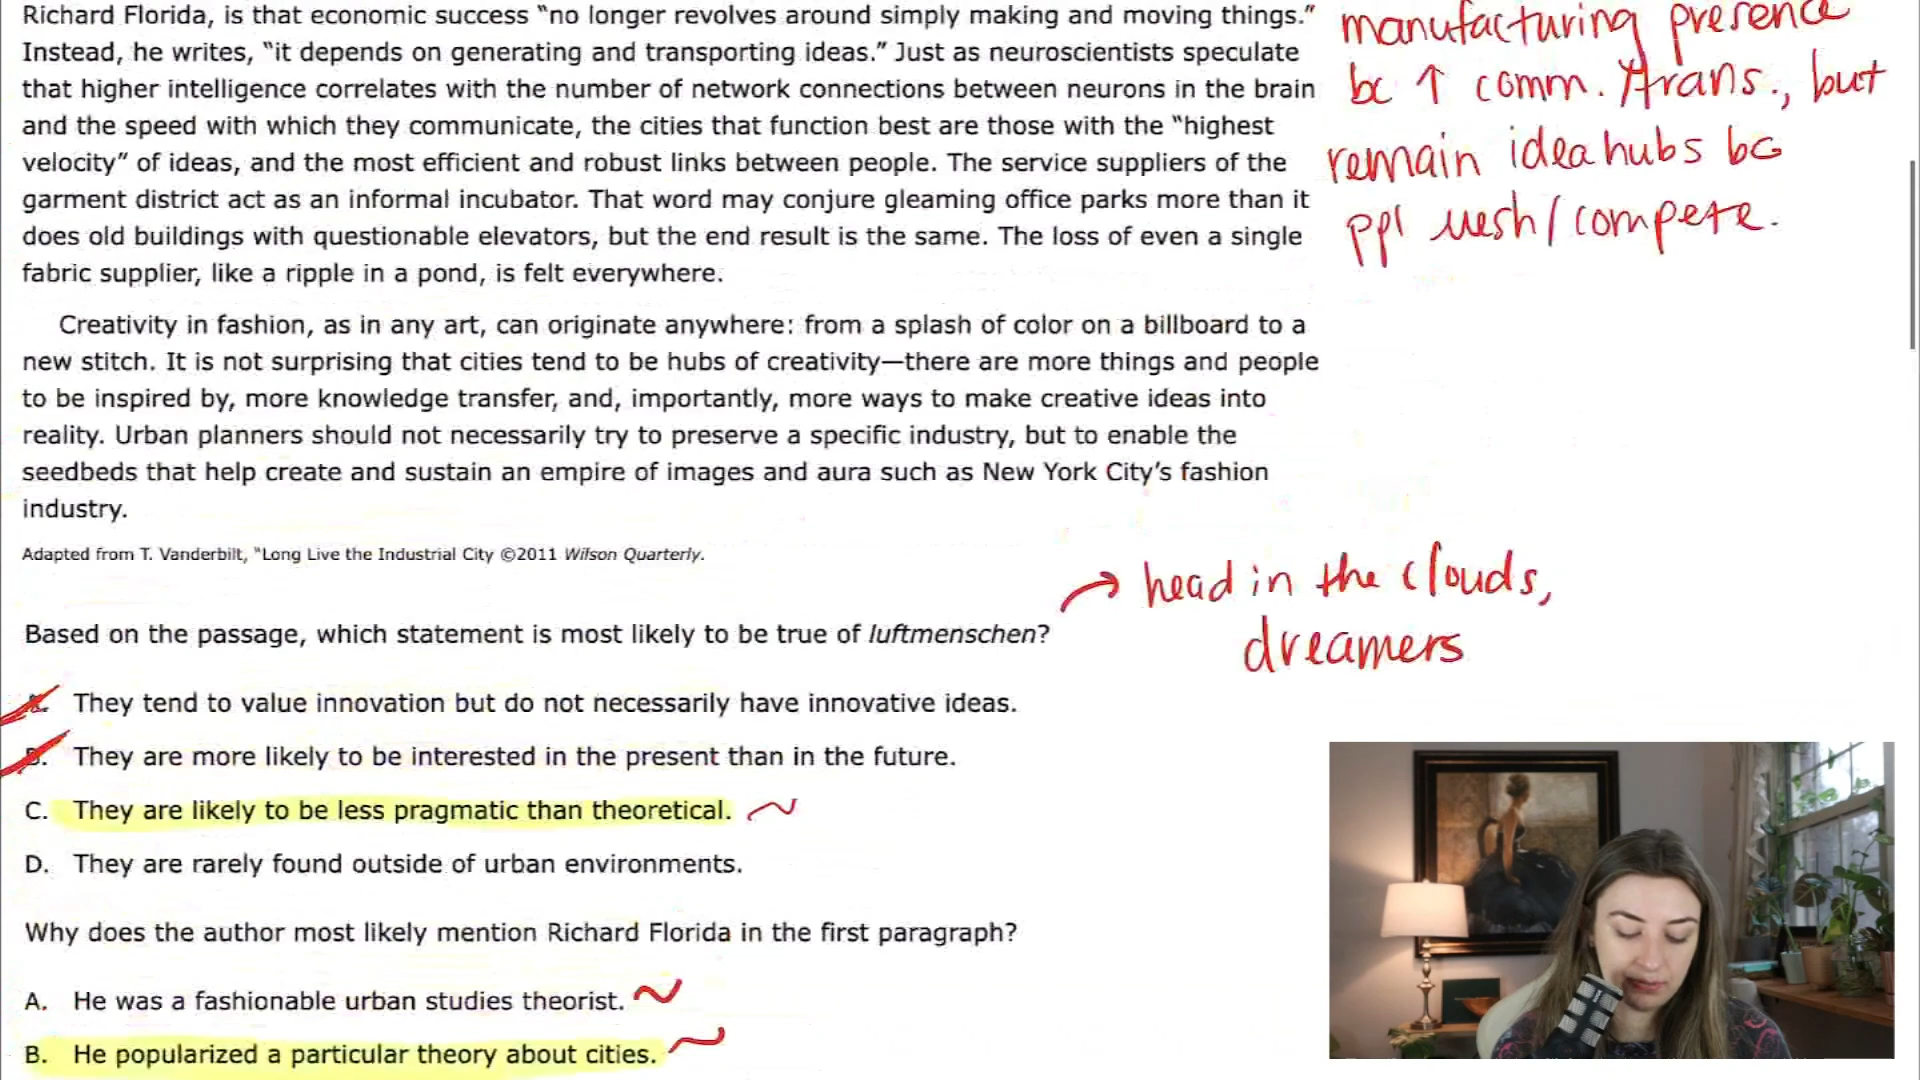 Richard Florida, is that economic success “no longer revolves around simply making and moving things.”
Instead, he writes, “it depends on generating and transporting ideas.” Just as neuroscientists speculate
that higher intelligence correlates with the number of network connections between neurons in the brain
and the speed with which they communicate, the cities that function best are those with the “highest
velocity” of ideas, and the most efficient and robust links between people. The service suppliers of the
garment district act as an informal incubator. That word may conjure gleaming office parks more than it
does old buildings with questionable elevators, but the end result is the same. The loss of even a single
fabric supplier, like a ripple in a pond, is felt everywhere.
Creativity in fashion, as in any art, can originate anywhere: from a splash of color on a billboard to a
new stitch. It is not surprising that cities tend to be hubs of creativity—there are more things and people
to be inspired by, more knowledge transfer, and, importantly, more ways to make creative ideas into
reality. Urban planners should not necessarily try to preserve a specific industry, but to enable the
seedbeds that help create and sustain an empire of images and aura such as New York City’s fashion
industry.
Adapted from T. Vanderbilt, "Long Live the Industrial City ©2011 Wilson Quarterly.
manufacturing presence
bc ↑ comm. /trans., but
remain idea hubs bc
ppl mesh/compete.
head in the clouds,
dreamers
Based on the passage, which statement is most likely to be true of luftmenschen?
A. They tend to value innovation but do not necessarily have innovative ideas.
B. They are more likely to be interested in the present than in the future.
C. They are likely to be less pragmatic than theoretical.
D. They are rarely found outside of urban environments.
Why does the author most likely mention Richard Florida in the first paragraph?
A. He was a fashionable urban studies theorist.
B. He popularized a particular theory about cities.